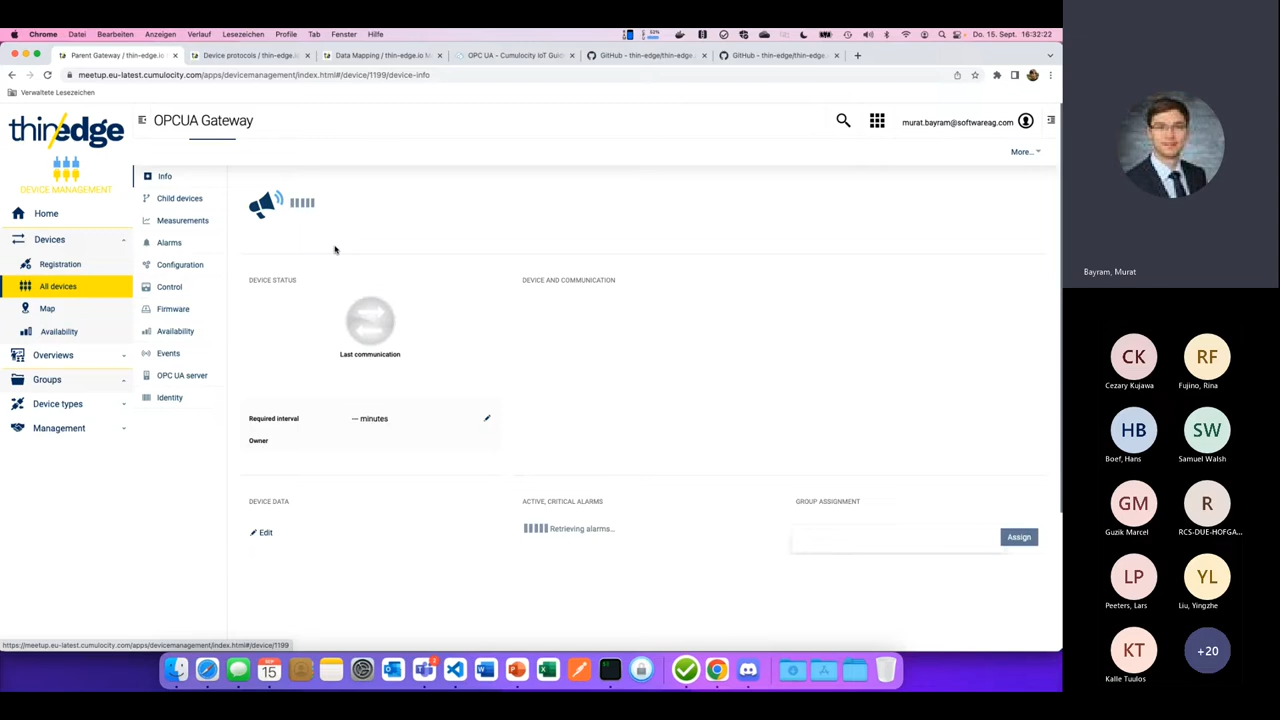 Chrome Datei Bearbeiten Anzeigen Verlauf Lesezeichen Profile Tab Fenster Hilfe
Do. 15. Sept. 16:32:22
Parent Gateway / thin-edge.io
Device protocols / thin-edge.io
Data Mapping / thin-edge.io M
OPC UA - Cumulocity IoT Guid
GitHub - thin-edge/thin-edge.
GitHub - thin-edge/thin-edge.
meetup.eu-latest.cumulocity.com/apps/devicemanagement/index.html#/device/1199/device-info
Verwaltete Lesezeichen
thin/edge
DEVICE MANAGEMENT
Home
Devices
Registration
All devices
Map
Availability
Overviews
Groups
Device types
Management
OPCUA Gateway
murat.bayram@softwareag.com
More...
Info
Child devices
Measurements
Alarms
Configuration
Control
Firmware
Availability
Events
OPC UA server
Identity
DEVICE STATUS
Last communication
Required interval
--- minutes
Owner
DEVICE AND COMMUNICATION
DEVICE DATA
Edit
ACTIVE, CRITICAL ALARMS
Retrieving alarms...
GROUP ASSIGNMENT
Assign
https://meetup.eu-latest.cumulocity.com/apps/devicemanagement/index.html#/device/1199
SEP
15
Bayram, Murat
CK
Cezary Kujawa
RF
Fujino, Rina
HB
Boef, Hans
SW
Samuel Walsh
GM
Guzik Marcel
R
RCS-DUE-HOFGA...
LP
Peeters, Lars
YL
Liu, Yingzhe
KT
Kalle Tuulos
+20